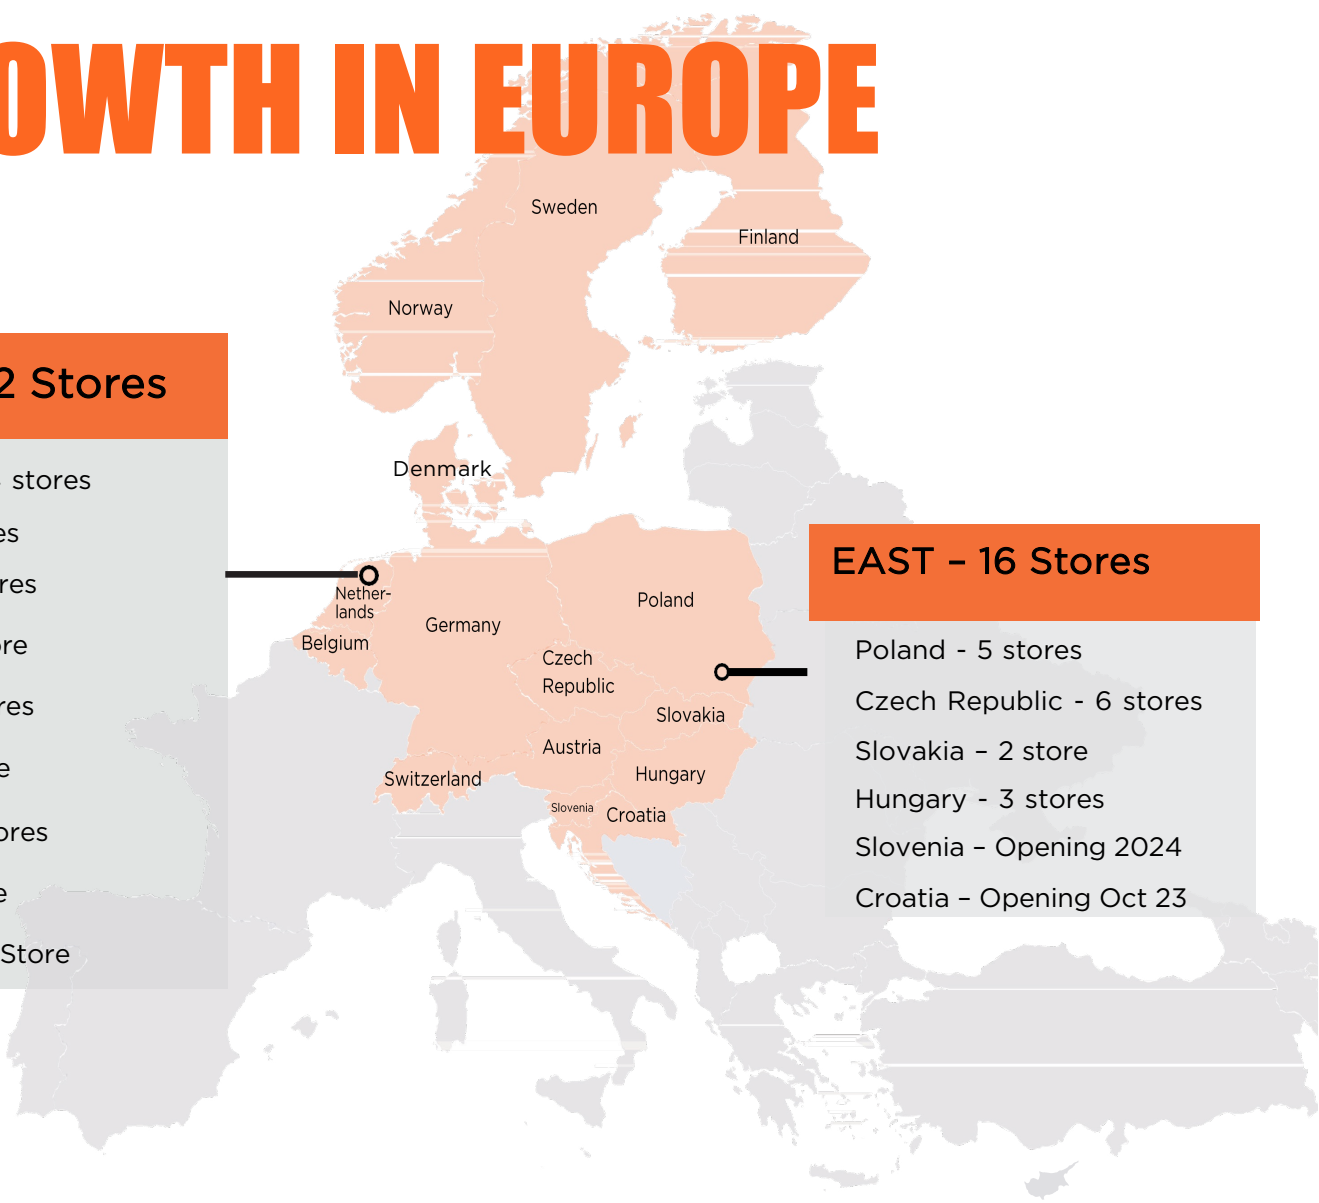 OWTH IN EUROPE
Sweden
Finland
Norway
2 Stores
Denmark
stores
es
res
ore
res
e
ores
e
Store
Nether-
lands
Belgium
Germany
Poland
Czech
Republic
Slovakia
Austria
Switzerland
Hungary
Slovenia
Croatia
EAST – 16 Stores
Poland - 5 stores
Czech Republic - 6 stores
Slovakia – 2 store
Hungary - 3 stores
Slovenia – Opening 2024
Croatia – Opening Oct 23